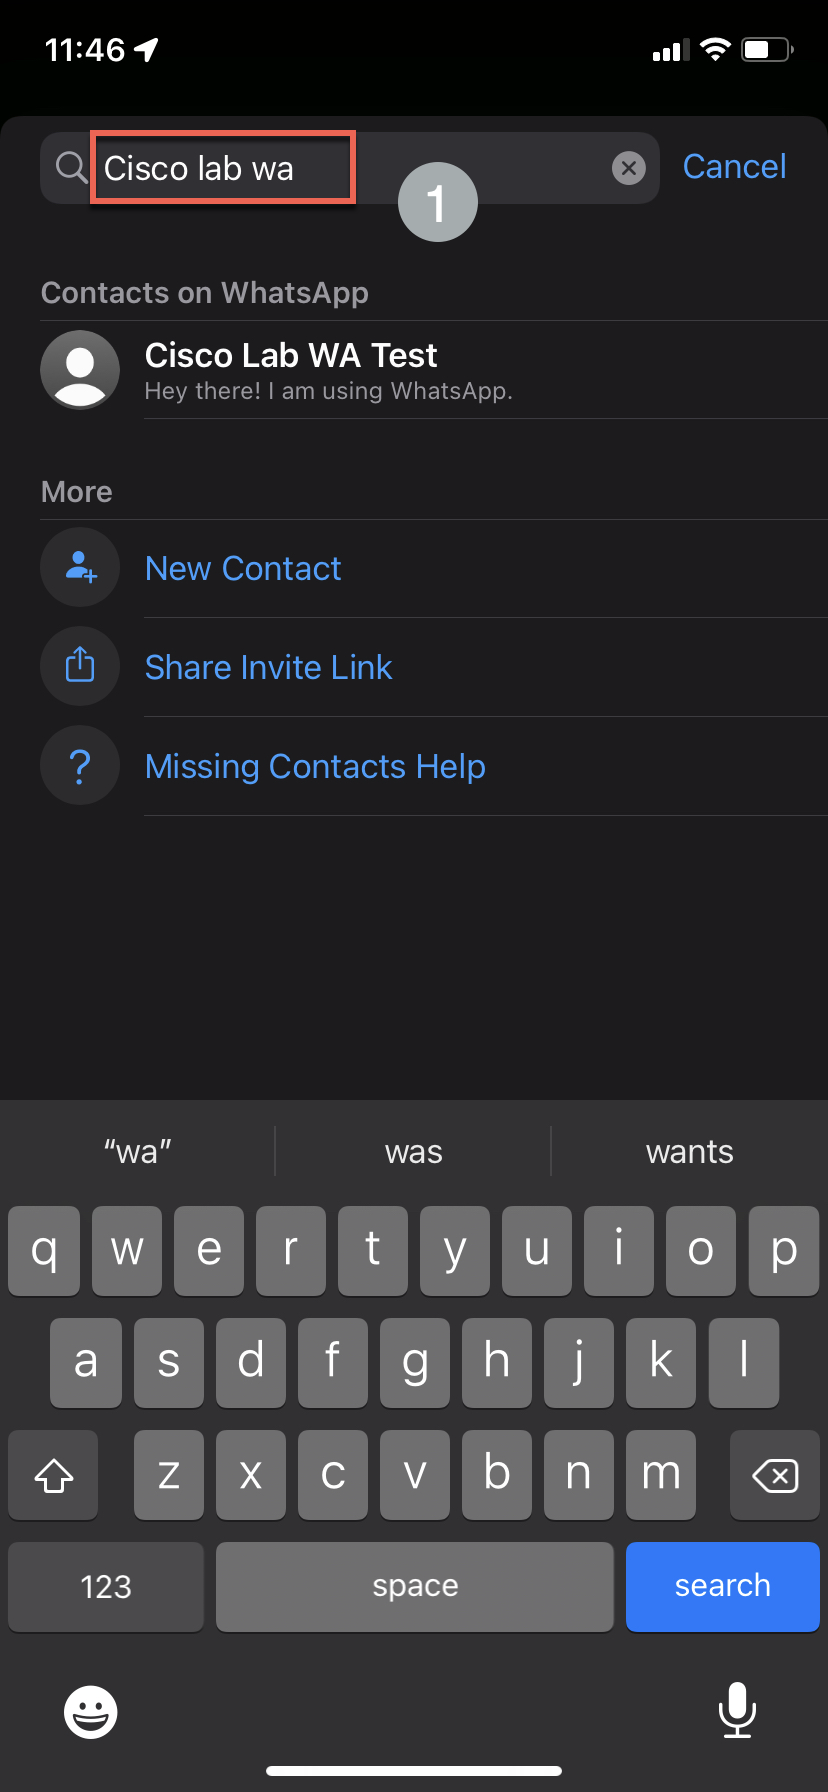 11:46
Cisco lab wa
Cancel
1
Contacts on WhatsApp
Cisco Lab WA Test
Hey there! I am using WhatsApp.
More
New Contact
Share Invite Link
? Missing Contacts Help
“wa” was wants
q w e r t y u i o p
a s d f g h j k l
z x c v b n m
123 space search